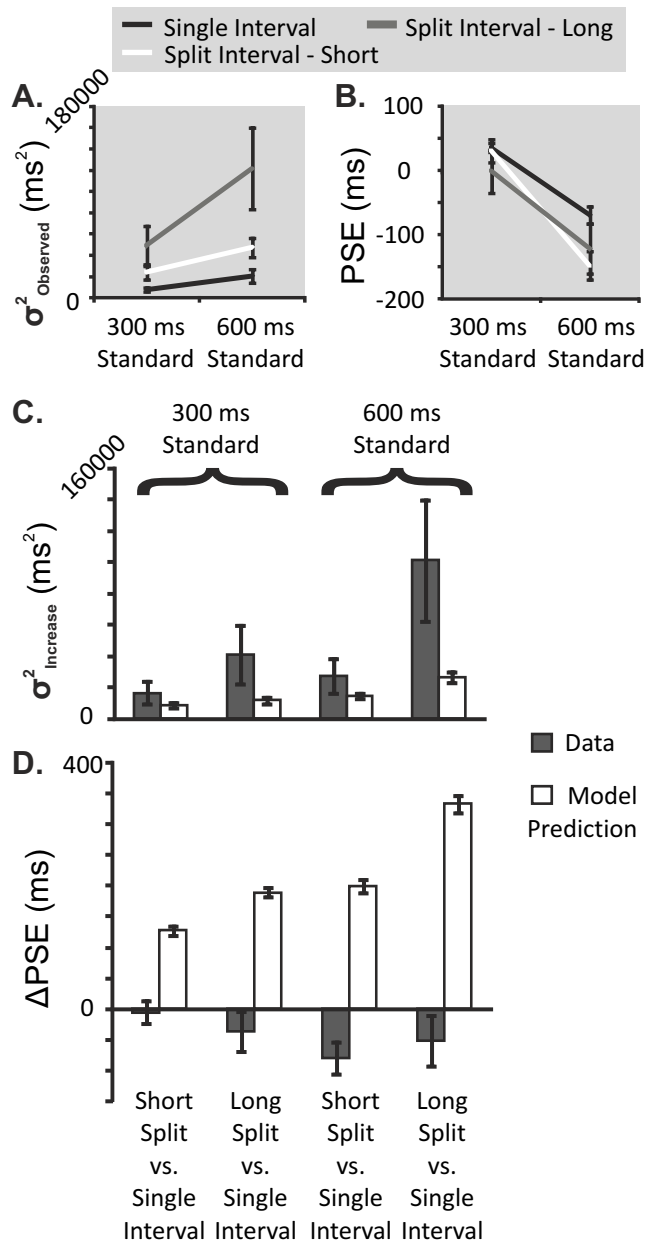 Single Interval
Split Interval - Long
Split Interval - Short
A.
180000
σ²Observed (ms²)
0
300 ms
Standard
600 ms
Standard
B.
100
0
-100
-200
PSE (ms)
300 ms
Standard
600 ms
Standard
C.
300 ms
Standard
600 ms
Standard
160000
σ²Increase (ms²)
0
Data
Model
Prediction
D.
400
ΔPSE (ms)
0
Short
Split
vs.
Single
Interval
Long
Split
vs.
Single
Interval
Short
Split
vs.
Single
Interval
Long
Split
vs.
Single
Interval